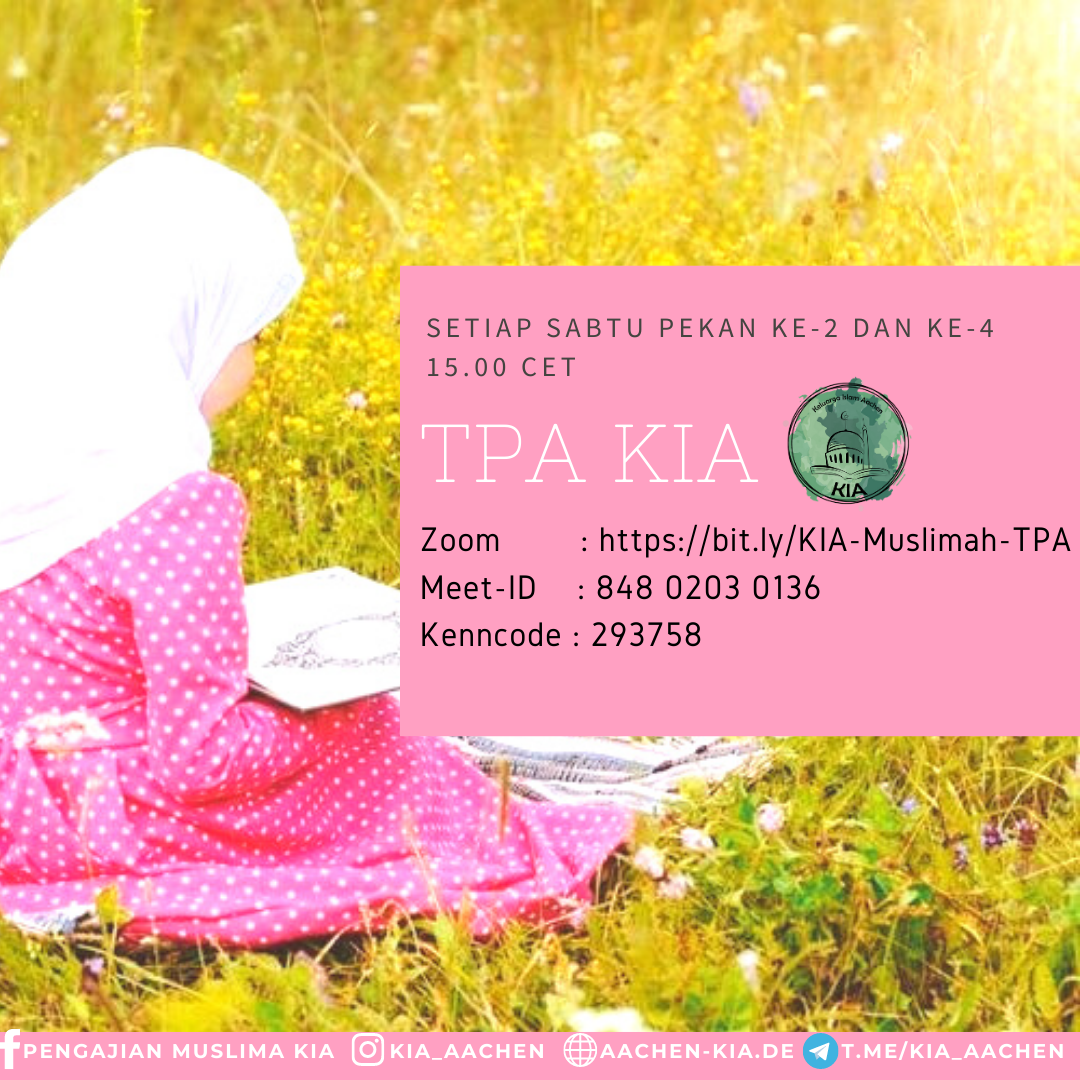 SETIAP SABTU PEKAN KE-2 DAN KE-4
15.00 CET
TPA KIA
Keluarga Islam Aachen
KIA
Zoom : https://bit.ly/KIA-Muslimah-TPA
Meet-ID : 848 0203 0136
Kenncode : 293758
PENGAJIAN MUSLIMA KIA KIA_AACHEN AACHEN-KIA.DE T.ME/KIA_AACHEN